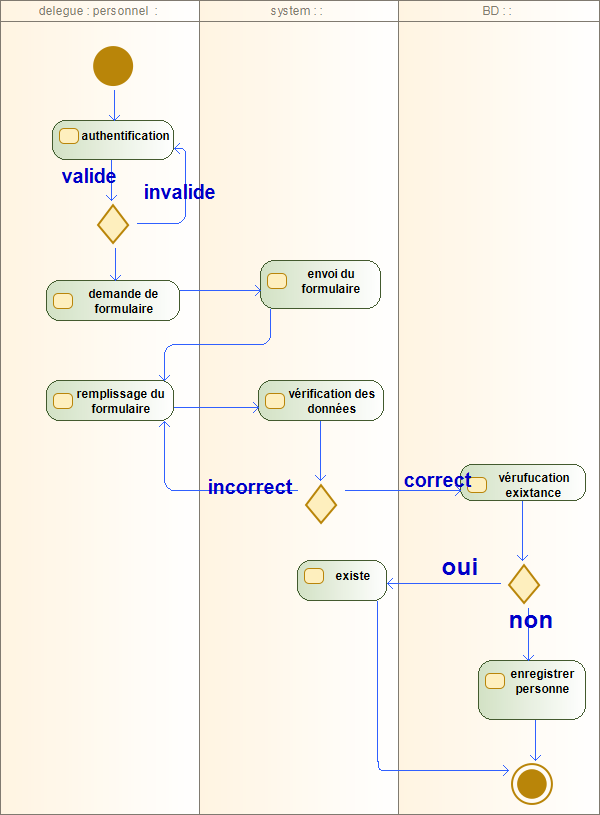 delegue : personnel :
system : :
BD : :
authentification
valide
invalide
demande de
formulaire
envoi du
formulaire
remplissage du
formulaire
vérification des
données
incorrect
correct
vérufucation
exixtance
existe
oui
non
enregistrer
personne